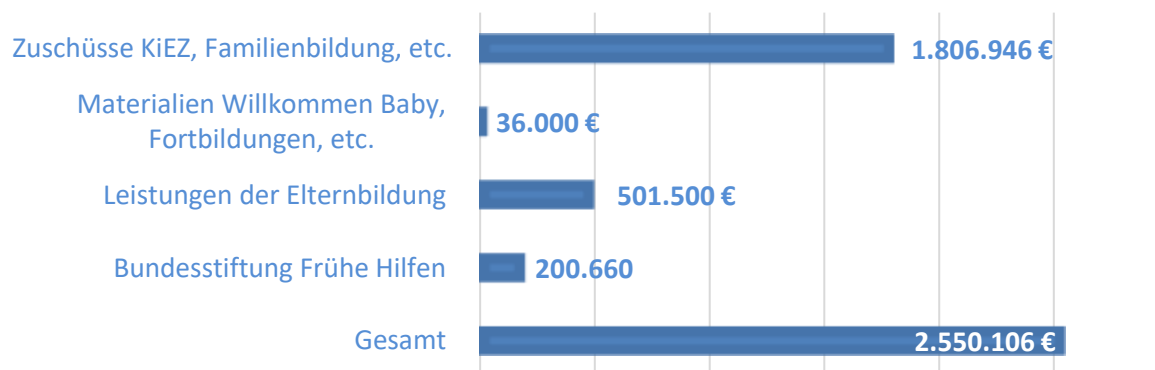 Zuschüsse KiEZ, Familienbildung, etc.
1.806.946 €
Materialien Willkommen Baby,
Fortbildungen, etc.
36.000 €
Leistungen der Elternbildung
501.500 €
Bundesstiftung Frühe Hilfen
200.660
Gesamt
2.550.106 €